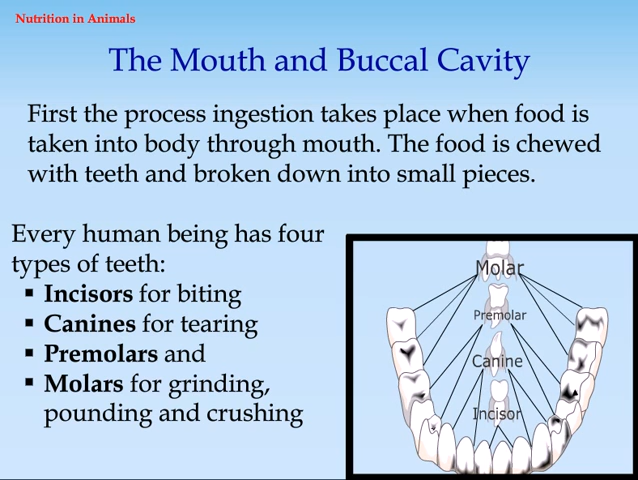 Nutrition in Animals
The Mouth and Buccal Cavity
First the process ingestion takes place when food is
taken into body through mouth. The food is chewed
with teeth and broken down into small pieces.
Every human being has four
types of teeth:
▪ Incisors for biting
▪ Canines for tearing
▪ Premolars and
▪ Molars for grinding,
pounding and crushing
Molar
Premolar
Canine
Incisor